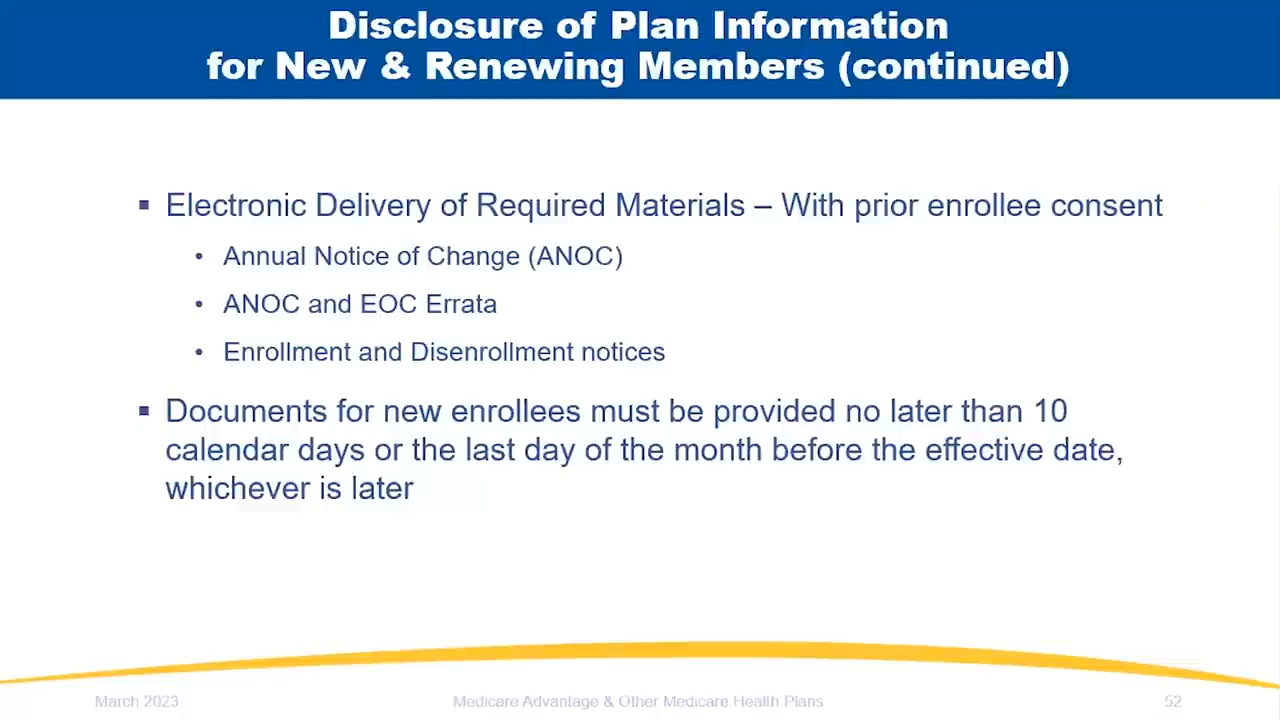 Disclosure of Plan Information
for New & Renewing Members (continued)
▪ Electronic Delivery of Required Materials – With prior enrollee consent
• Annual Notice of Change (ANOC)
• ANOC and EOC Errata
• Enrollment and Disenrollment notices
▪ Documents for new enrollees must be provided no later than 10
calendar days or the last day of the month before the effective date,
whichever is later
March 2023 Medicare Advantage & Other Medicare Health Plans 52